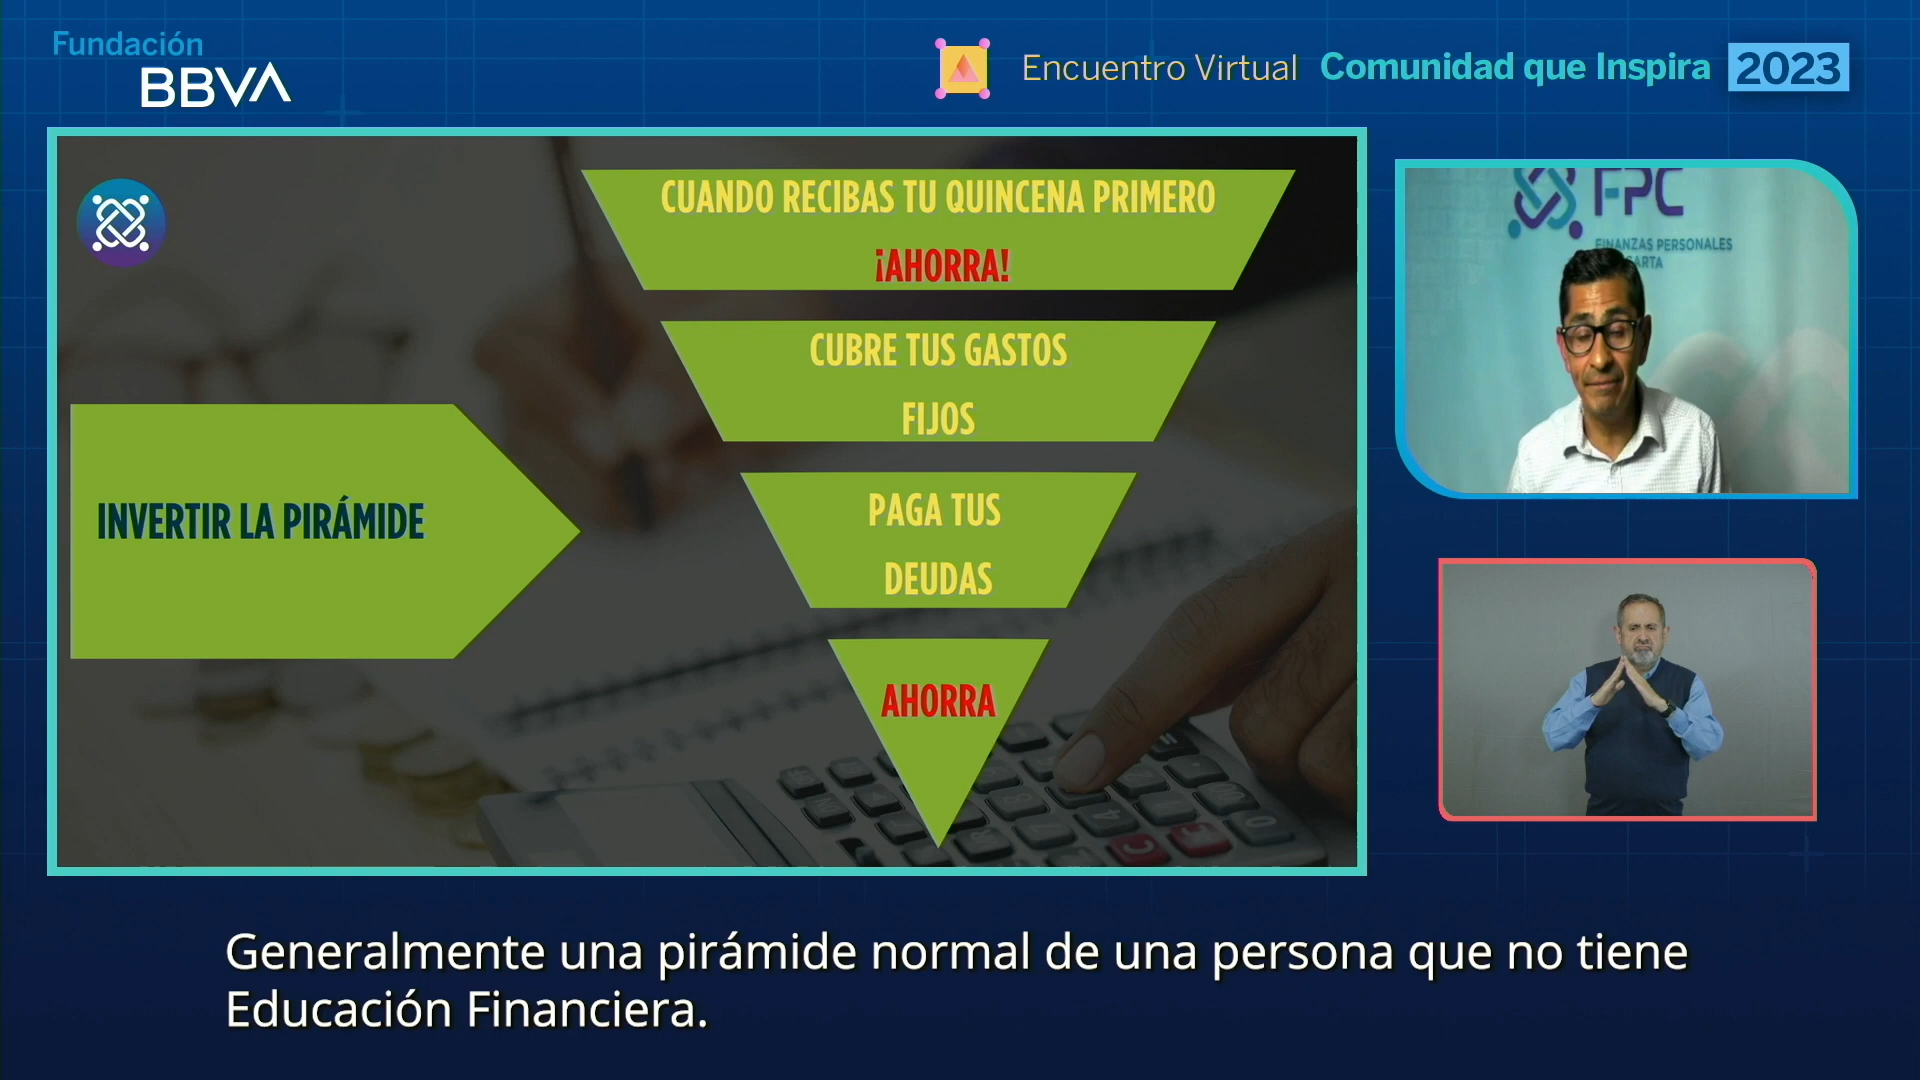 Fundación
BBVA
Encuentro Virtual Comunidad que Inspira 2023
CUANDO RECIBAS TU QUINCENA PRIMERO
¡AHORRA!
CUBRE TUS GASTOS
FIJOS
INVERTIR LA PIRÁMIDE
PAGA TUS
DEUDAS
AHORRA
FPC
FINANZAS PERSONALES
CARTA
Generalmente una pirámide normal de una persona que no tiene
Educación Financiera.